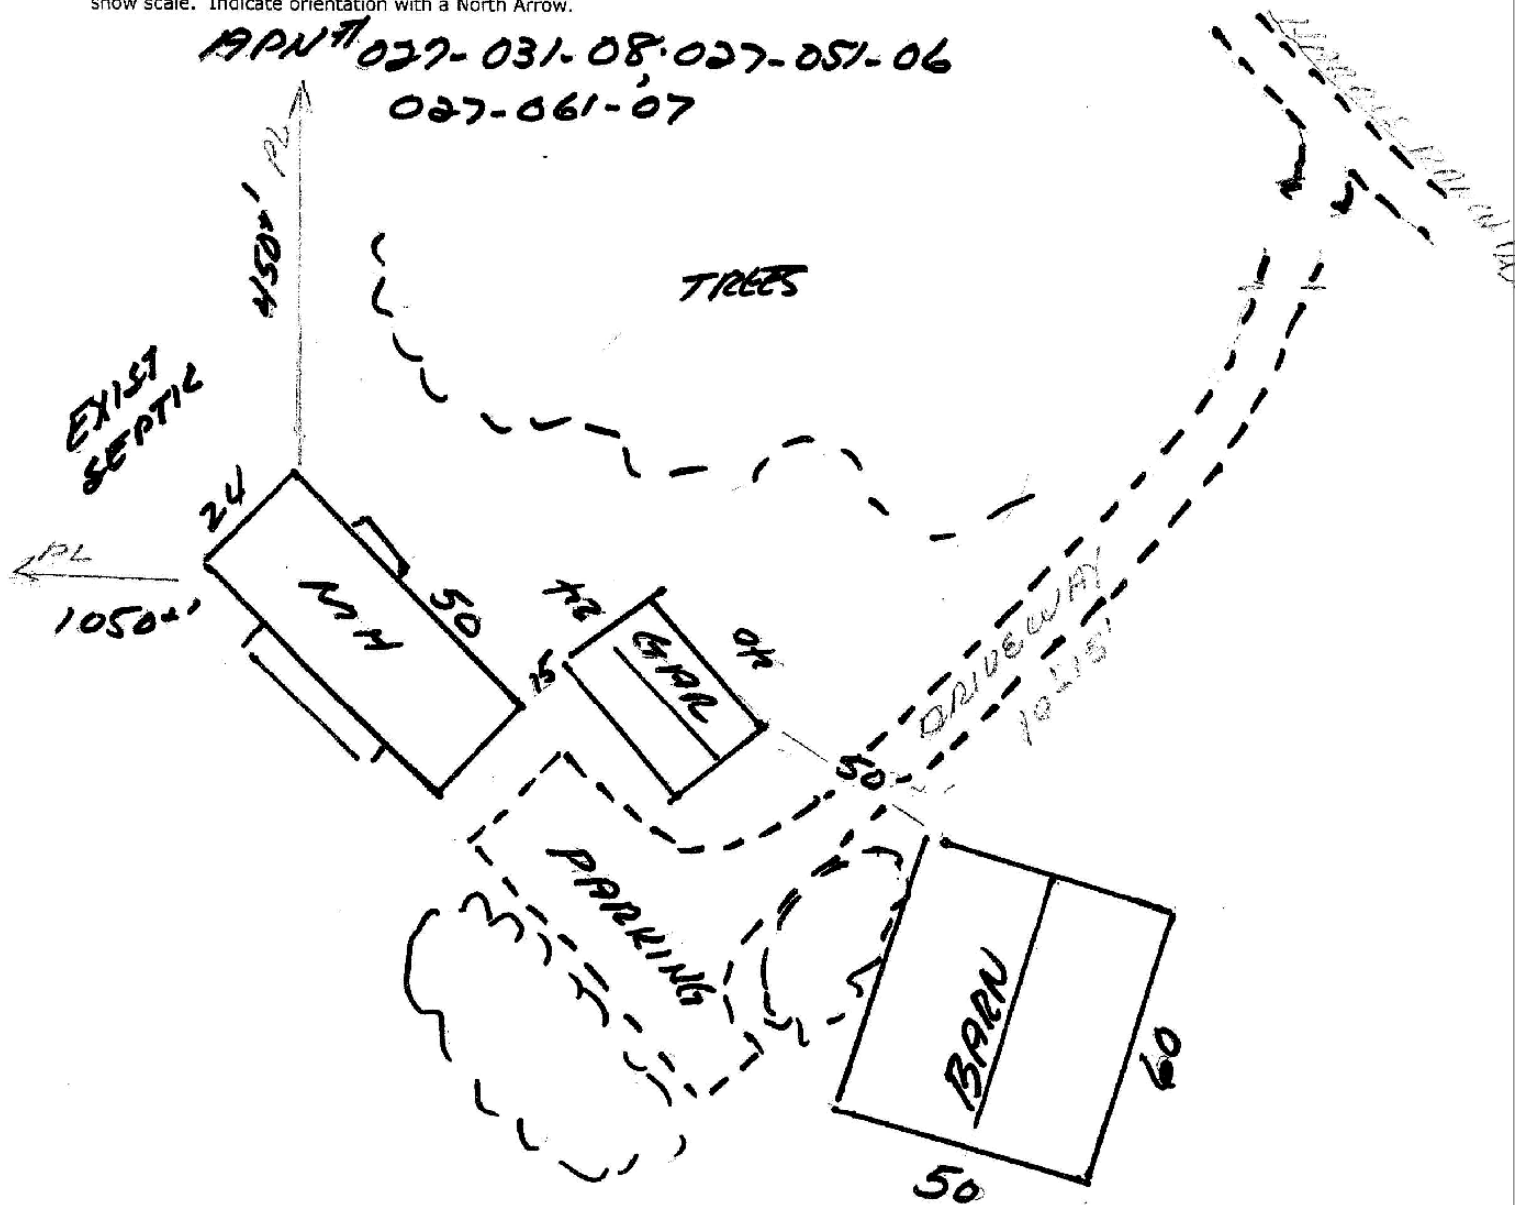 show scale. Indicate orientation with a North Arrow.
APN# 027-031-08, 027-051-06
027-061-07
PL
450±'
TREES
EXIST
SEPTIC
24
PL
1050±'
MH
50
15
24
GAR
40
DRIVEWAY
50
PARKING
BARN
60
50